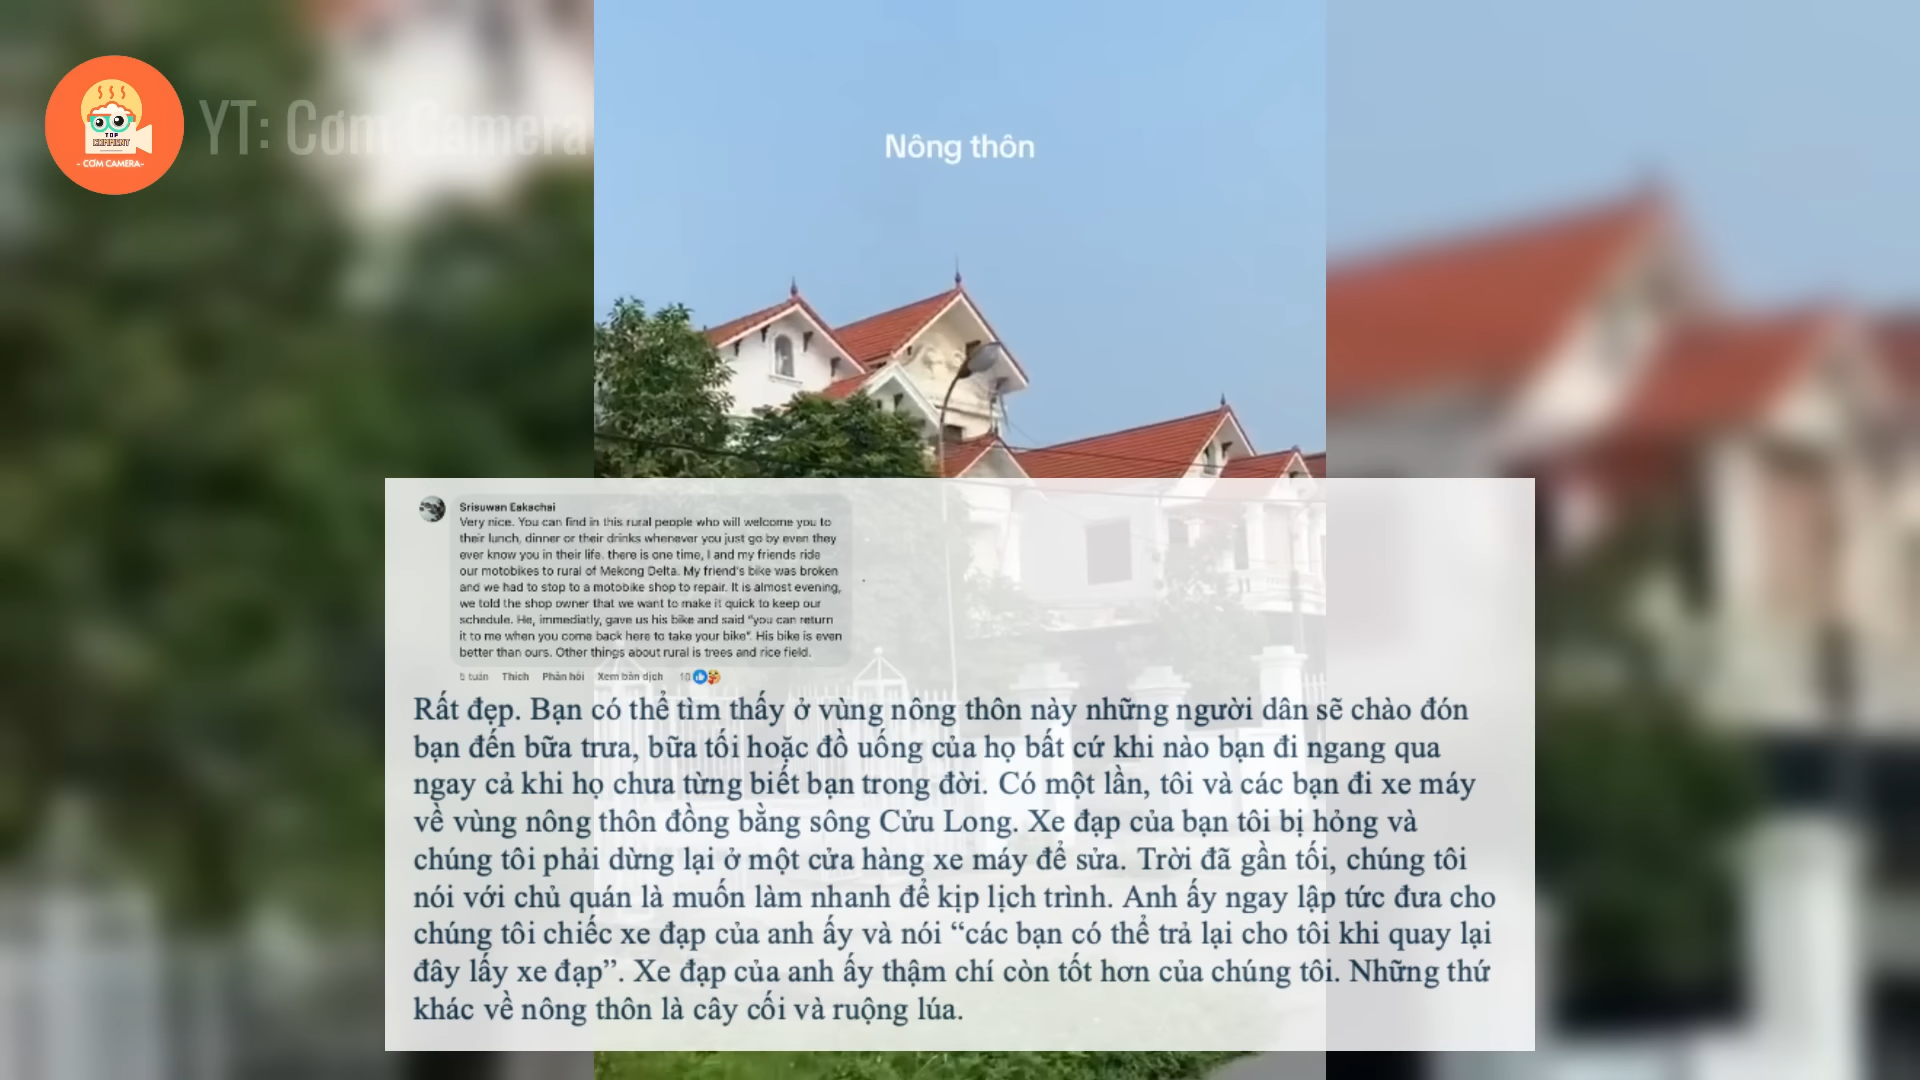 TOP
COMMENT
- CƠM CAMERA-
YT: Cơm Camera
Nông thôn
Srisuwan Eakachai
Very nice. You can find in this rural people who will welcome you to
their lunch, dinner or their drinks whenever you just go by even they
ever know you in their life. there is one time, I and my friends ride
our motobikes to rural of Mekong Delta. My friend's bike was broken
and we had to stop to a motobike shop to repair. It is almost evening,
we told the shop owner that we want to make it quick to keep our
schedule. He, immediatly, gave us his bike and said "you can return
it to me when you come back here to take your bike". His bike is even
better than ours. Other things about rural is trees and rice field.
tuần Thích Phản hồi Xem bản dịch 10
Rất đẹp. Bạn có thể tìm thấy ở vùng nông thôn này những người dân sẽ chào đón
bạn đến bữa trưa, bữa tối hoặc đồ uống của họ bất cứ khi nào bạn đi ngang qua
ngay cả khi họ chưa từng biết bạn trong đời. Có một lần, tôi và các bạn đi xe máy
về vùng nông thôn đồng bằng sông Cửu Long. Xe đạp của bạn tôi bị hỏng và
chúng tôi phải dừng lại ở một cửa hàng xe máy để sửa. Trời đã gần tối, chúng tôi
nói với chủ quán là muốn làm nhanh để kịp lịch trình. Anh ấy ngay lập tức đưa cho
chúng tôi chiếc xe đạp của anh ấy và nói “các bạn có thể trả lại cho tôi khi quay lại
đây lấy xe đạp”. Xe đạp của anh ấy thậm chí còn tốt hơn của chúng tôi. Những thứ
khác về nông thôn là cây cối và ruộng lúa.